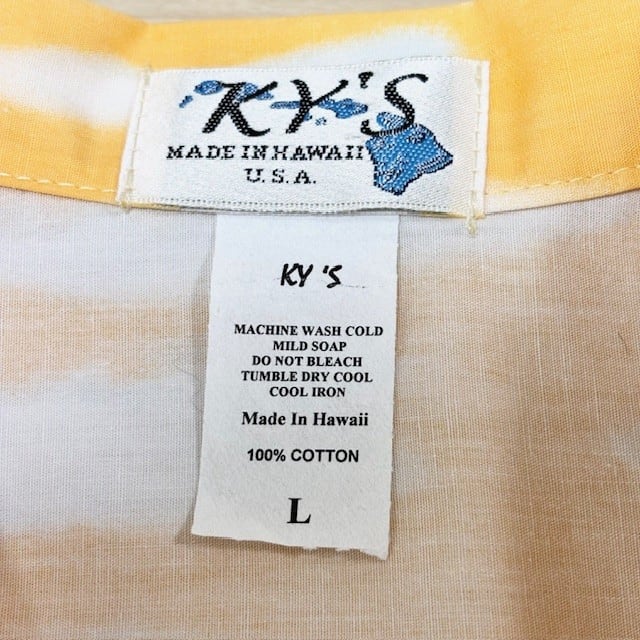 KY'S
MADE IN HAWAII
U.S.A.
KY'S
MACHINE WASH COLD
MILD SOAP
DO NOT BLEACH
TUMBLE DRY COOL
COOL IRON
Made In Hawaii
100% COTTON
L